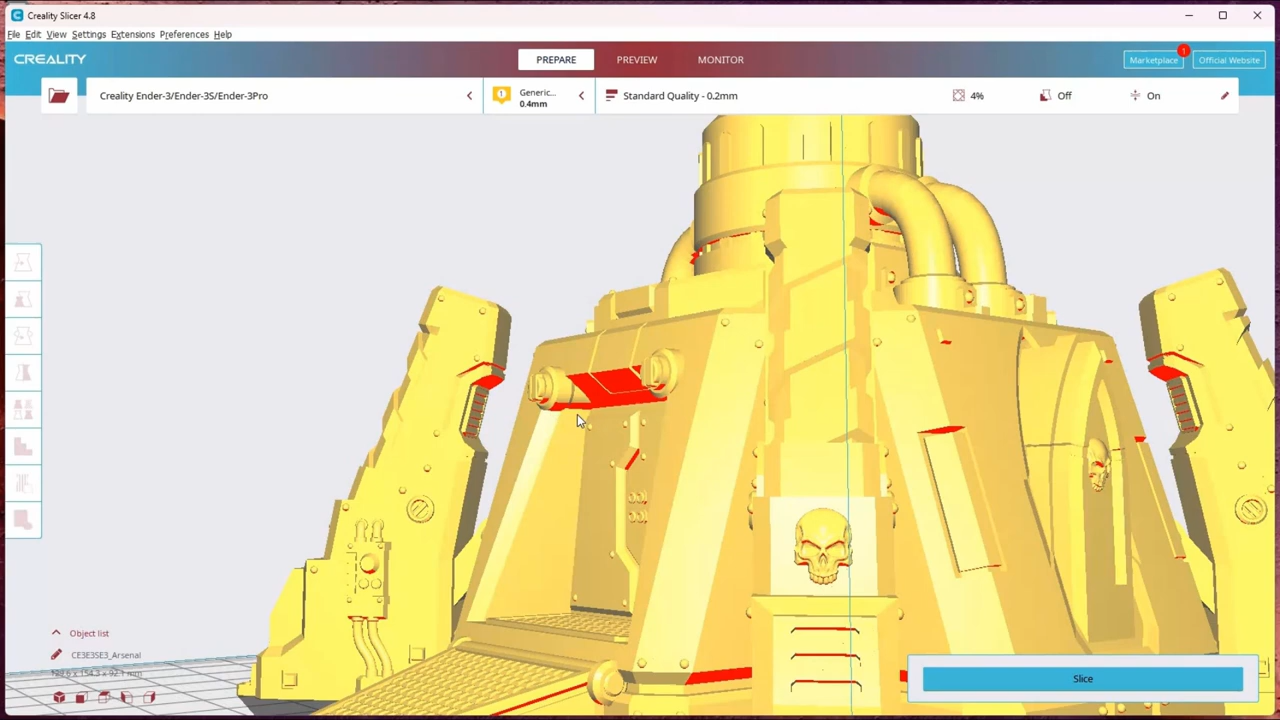 Creality Slicer 4.8
File Edit View Settings Extensions Preferences Help
CREALITY
PREPARE
PREVIEW
MONITOR
Marketplace
1
Official Website
Creality Ender-3/Ender-3S/Ender-3Pro
1
Generic...
0.4mm
Standard Quality - 0.2mm
4%
Off
On
Object list
CE3E3SE3_Arsenal
Slice